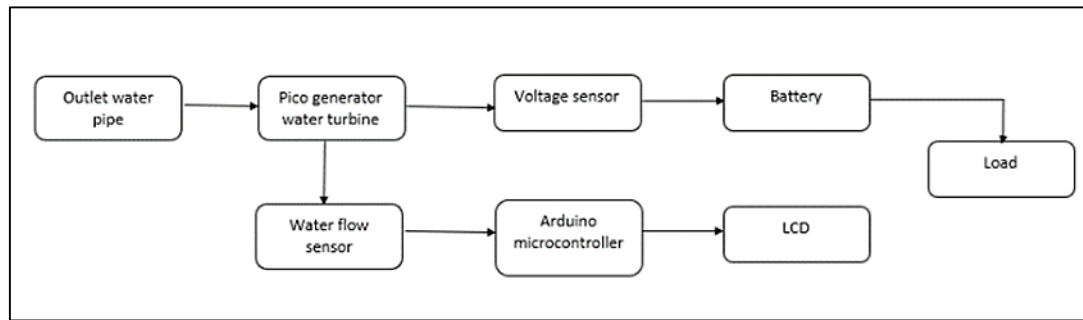 Outlet water
pipe
Pico generator
water turbine
Voltage sensor
Battery
Load
Water flow
sensor
Arduino
microcontroller
LCD